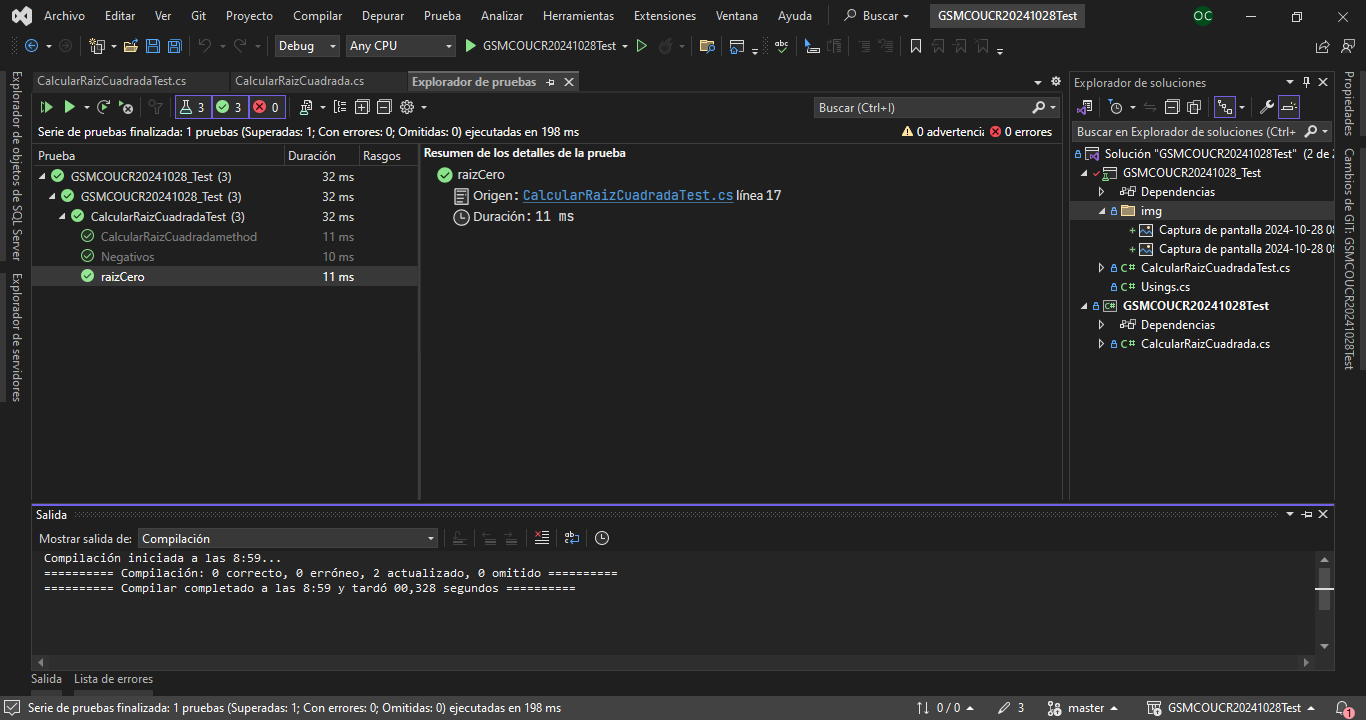 Archivo Editar Ver Git Proyecto Compilar Depurar Prueba Analizar Herramientas Extensiones Ventana Ayuda Buscar GSMCOUCR20241028Test OC
Debug Any CPU GSMCOUCR20241028Test
CalcularRaizCuadradaTest.cs CalcularRaizCuadrada.cs Explorador de pruebas
3 3 0 Buscar (Ctrl+I)
Serie de pruebas finalizada: 1 pruebas (Superadas: 1; Con errores: 0; Omitidas: 0) ejecutadas en 198 ms 0 advertenci 0 errores
Prueba Duración Rasgos
GSMCOUCR20241028_Test (3) 32 ms
GSMCOUCR20241028_Test (3) 32 ms
CalcularRaizCuadradaTest (3) 32 ms
CalcularRaizCuadradamethod 11 ms
Negativos 10 ms
raizCero 11 ms
Resumen de los detalles de la prueba
raizCero
Origen: CalcularRaizCuadradaTest.cs línea 17
Duración: 11 ms
Explorador de soluciones
Buscar en Explorador de soluciones (Ctrl+
Solución "GSMCOUCR20241028Test" (2 de
GSMCOUCR20241028_Test
Dependencias
img
Captura de pantalla 2024-10-28
Captura de pantalla 2024-10-28
C# CalcularRaizCuadradaTest.cs
C# Usings.cs
C# GSMCOUCR20241028Test
Dependencias
C# CalcularRaizCuadrada.cs
Explorador de objetos de SQL Server
Explorador de servidores
Propiedades
Cambios de GIT: GSMCOUCR20241028Test
Salida
Mostrar salida de: Compilación
Compilación iniciada a las 8:59...
========== Compilación: 0 correcto, 0 erróneo, 2 actualizado, 0 omitido ==========
========== Compilar completado a las 8:59 y tardó 00,328 segundos ==========
Salida Lista de errores
Serie de pruebas finalizada: 1 pruebas (Superadas: 1; Con errores: 0; Omitidas: 0) ejecutadas en 198 ms 0 / 0 3 master GSMCOUCR20241028Test 1